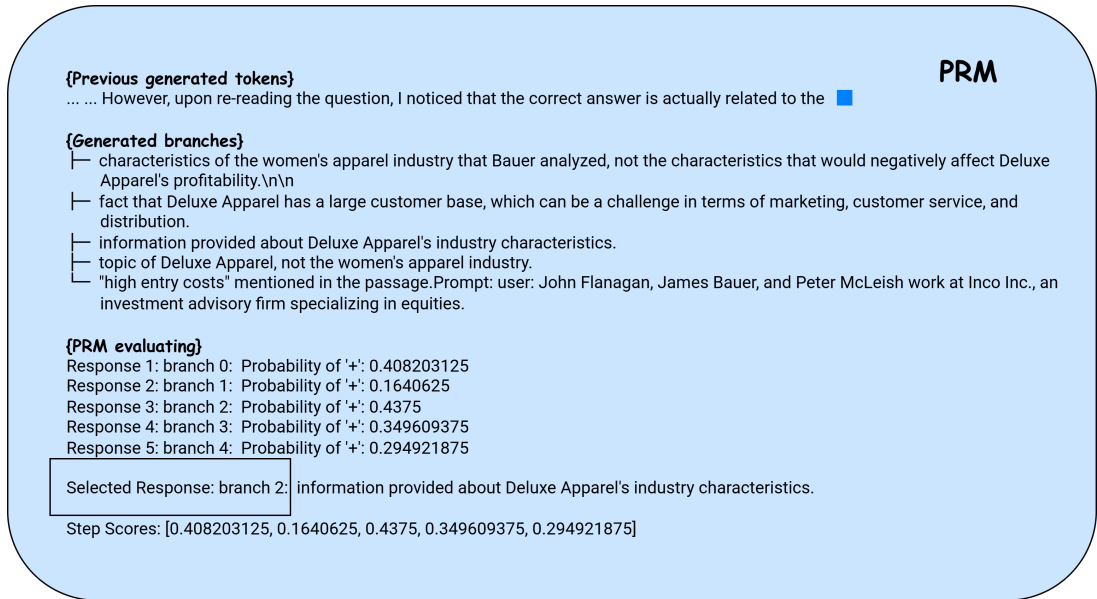 PRM
{Previous generated tokens}
... ... However, upon re-reading the question, I noticed that the correct answer is actually related to the
{Generated branches}
characteristics of the women's apparel industry that Bauer analyzed, not the characteristics that would negatively affect Deluxe
Apparel's profitability.\n\n
fact that Deluxe Apparel has a large customer base, which can be a challenge in terms of marketing, customer service, and
distribution.
information provided about Deluxe Apparel's industry characteristics.
topic of Deluxe Apparel, not the women's apparel industry.
"high entry costs" mentioned in the passage.Prompt: user: John Flanagan, James Bauer, and Peter McLeish work at Inco Inc., an
investment advisory firm specializing in equities.
{PRM evaluating}
Response 1: branch 0: Probability of '+': 0.408203125
Response 2: branch 1: Probability of '+': 0.1640625
Response 3: branch 2: Probability of '+': 0.4375
Response 4: branch 3: Probability of '+': 0.349609375
Response 5: branch 4: Probability of '+': 0.294921875
Selected Response: branch 2: information provided about Deluxe Apparel's industry characteristics.
Step Scores: [0.408203125, 0.1640625, 0.4375, 0.349609375, 0.294921875]